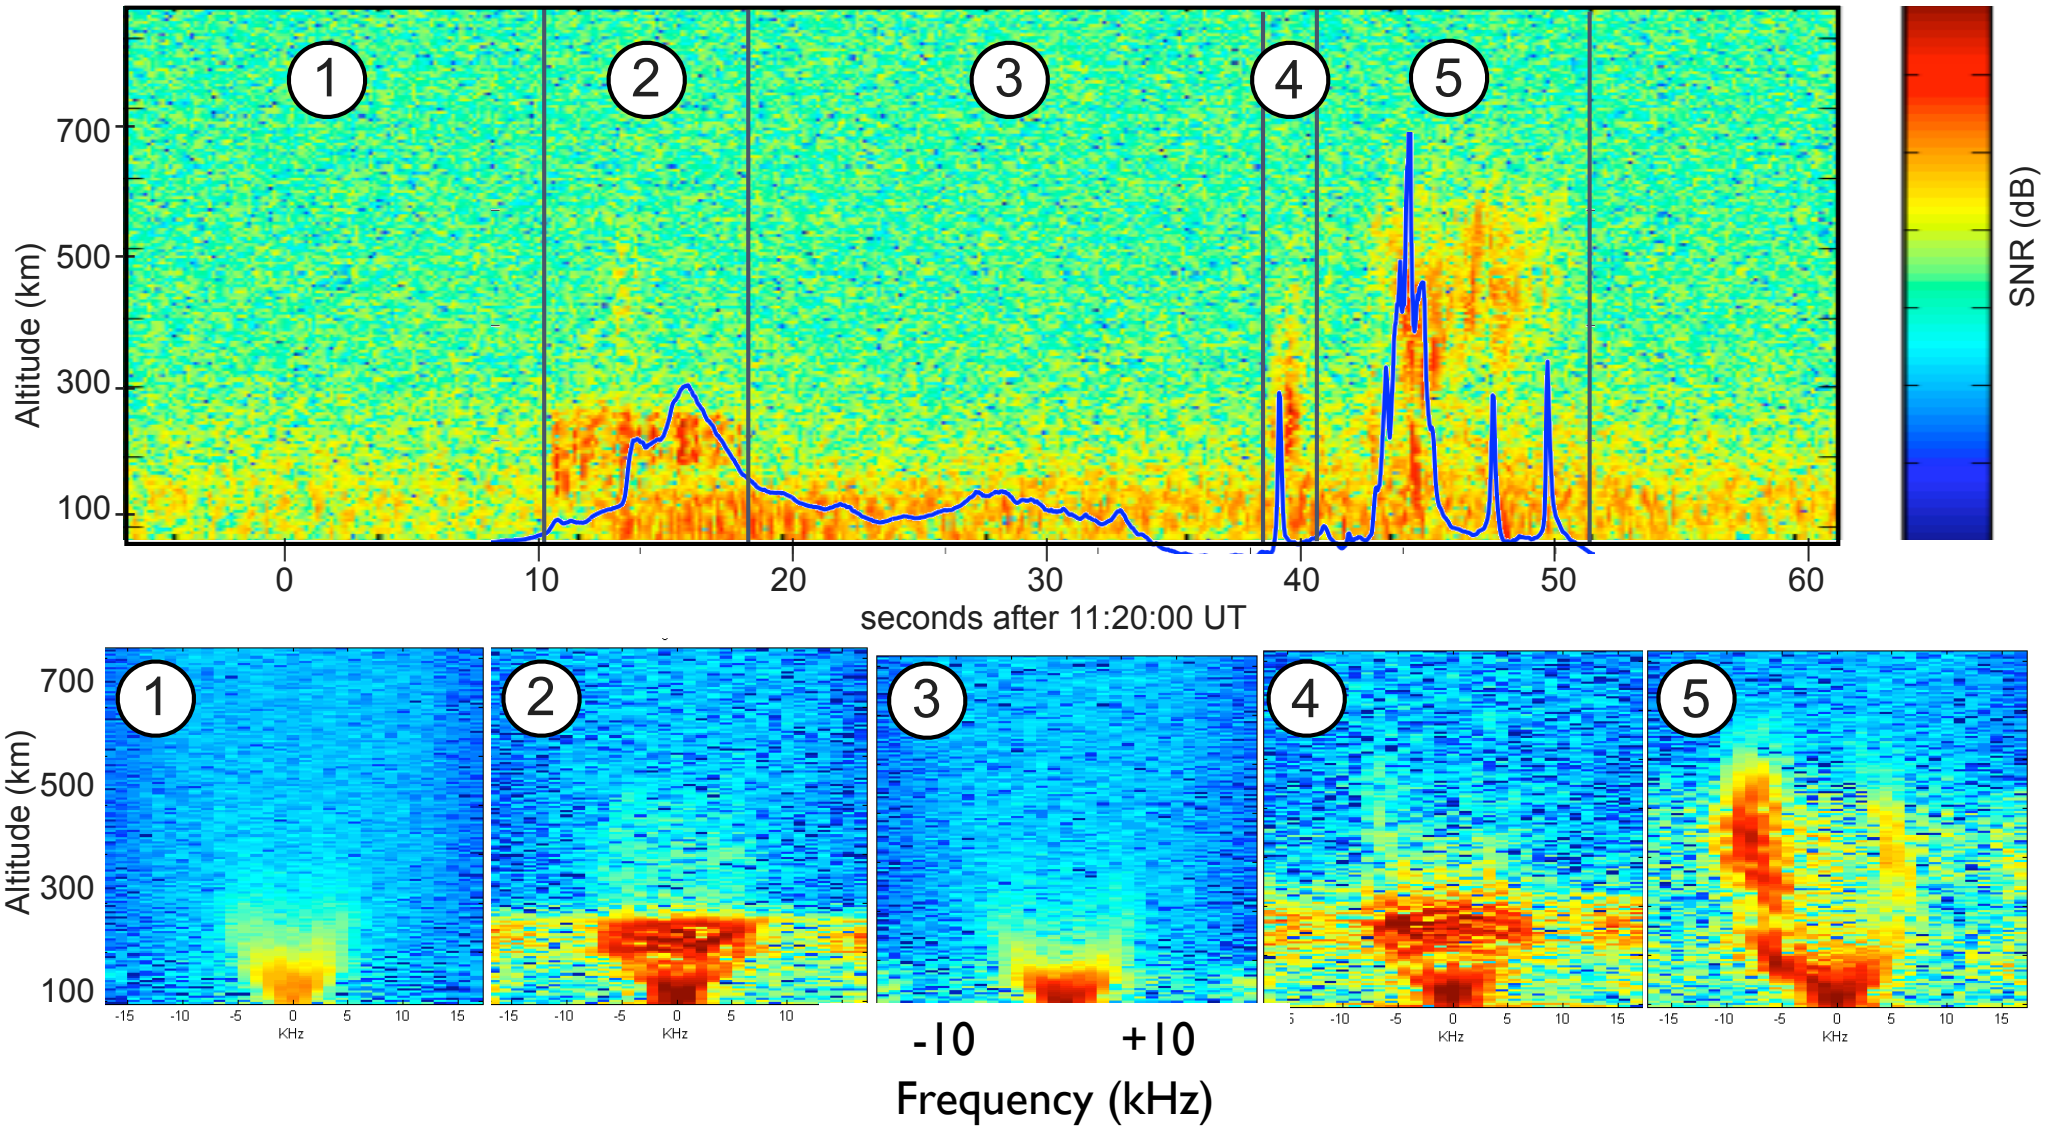 1 2 3 4 5
700
500
300
100
Altitude (km)
SNR (dB)
0 10 20 30 40 50 60
seconds after 11:20:00 UT
1 2 3 4 5
700
500
300
100
Altitude (km)
-15 -10 -5 0 5 10 15
KHz
-15 -10 -5 0 5 10
KHz
-10 +10
5 -10 -5 0 5 10 15
KHz
-15 -10 -5 0 5 10 15
KHz
Frequency (kHz)